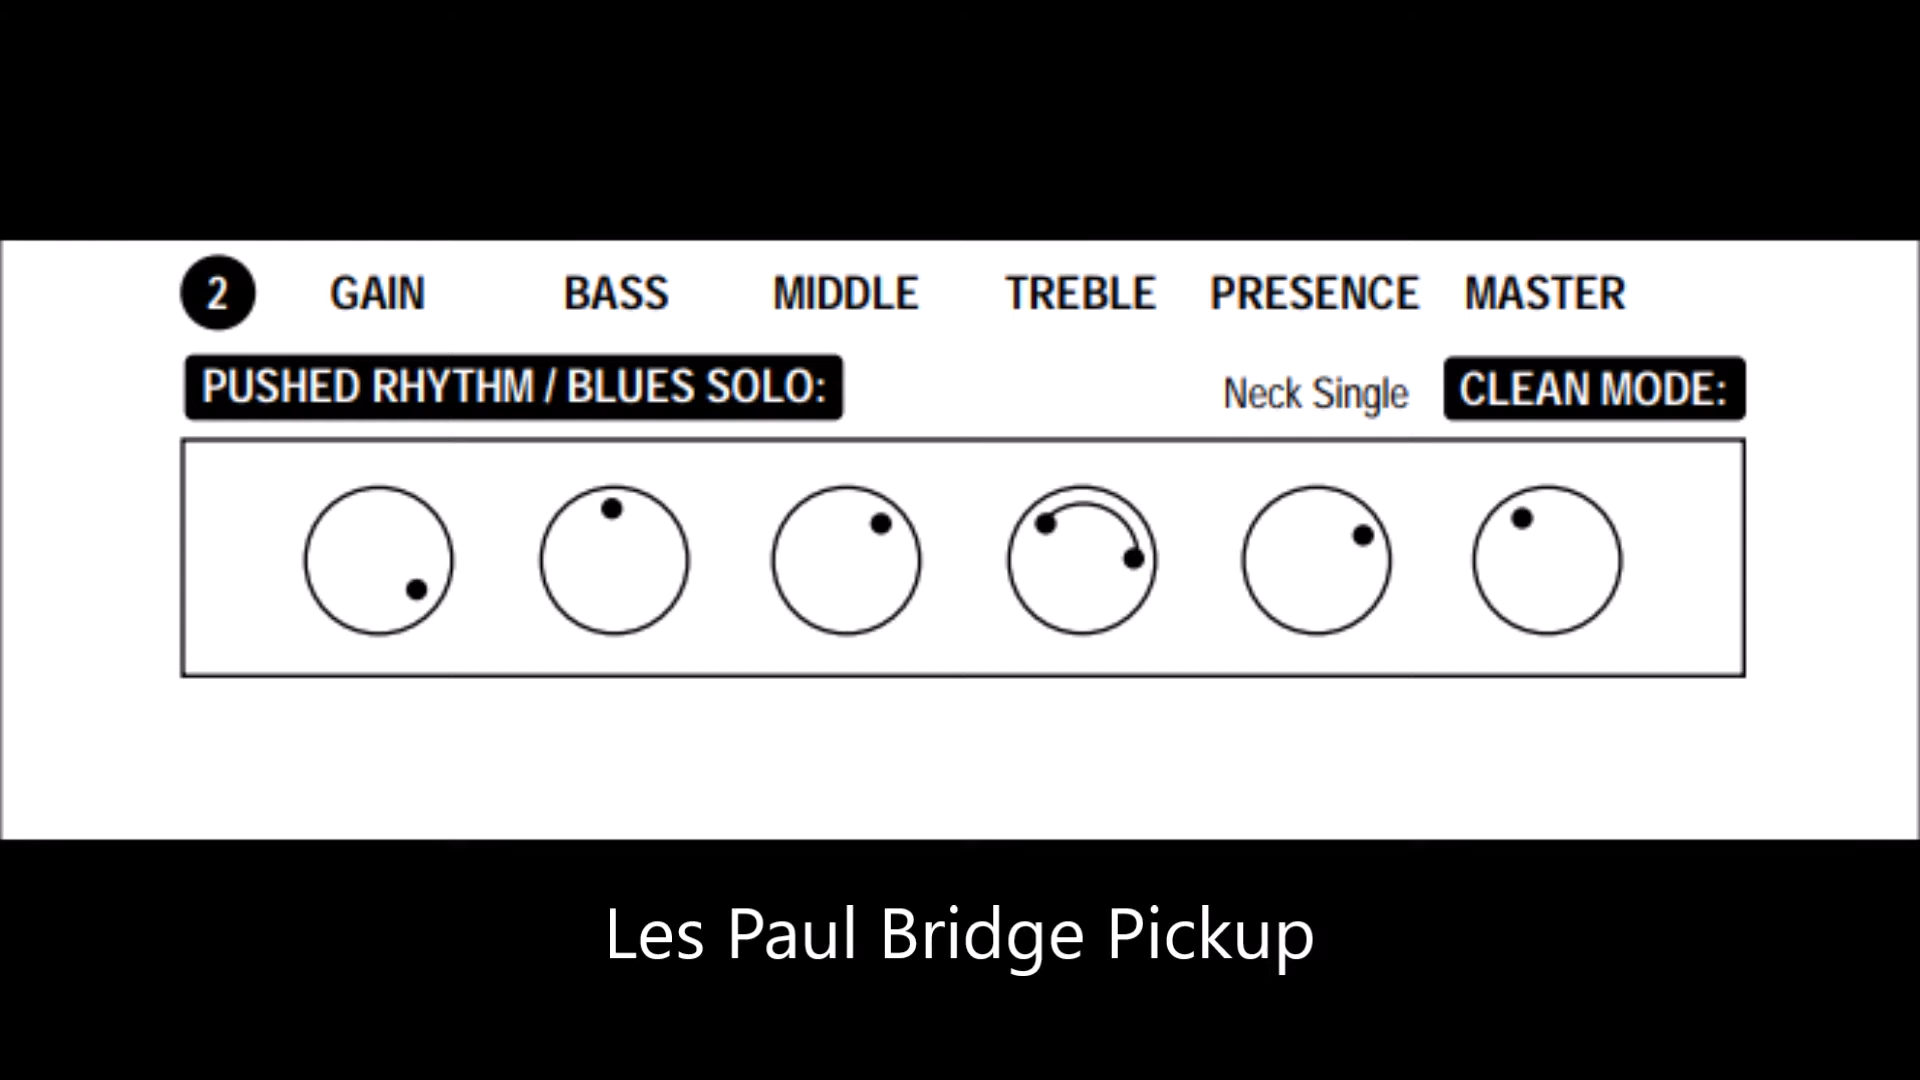 2 GAIN BASS MIDDLE TREBLE PRESENCE MASTER
PUSHED RHYTHM / BLUES SOLO: Neck Single CLEAN MODE:
Les Paul Bridge Pickup